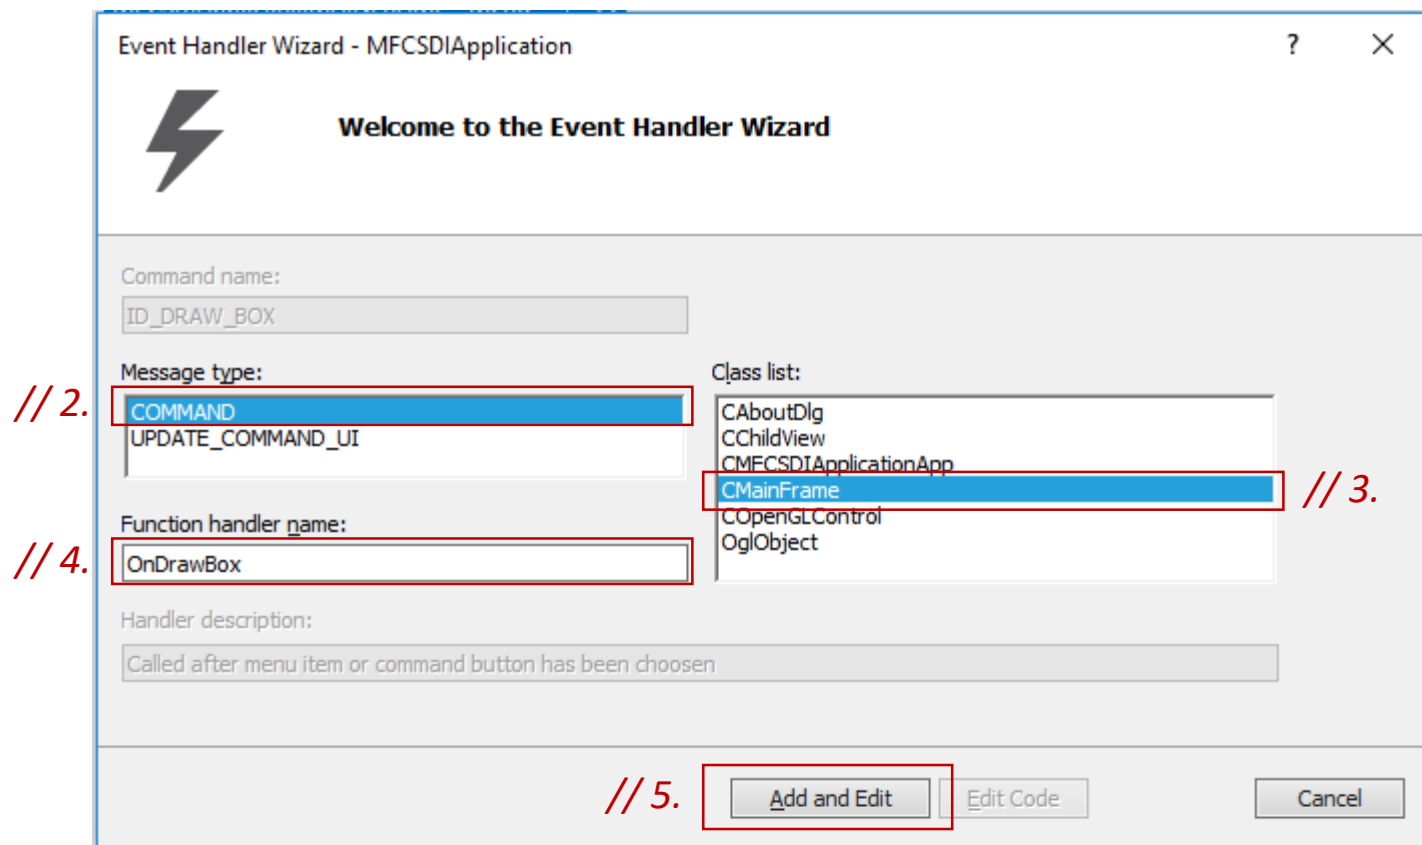 Event Handler Wizard - MFCSDIApplication
?
Welcome to the Event Handler Wizard
Command name:
ID_DRAW_BOX
Message type:
Class list:
// 2.
COMMAND
UPDATE_COMMAND_UI
CAboutDlg
CChildView
CMFCSDIApplicationApp
CMainFrame
COpenGLControl
OglObject
// 3.
Function handler name:
// 4.
OnDrawBox
Handler description:
Called after menu item or command button has been choosen
// 5.
Add and Edit
Edit Code
Cancel